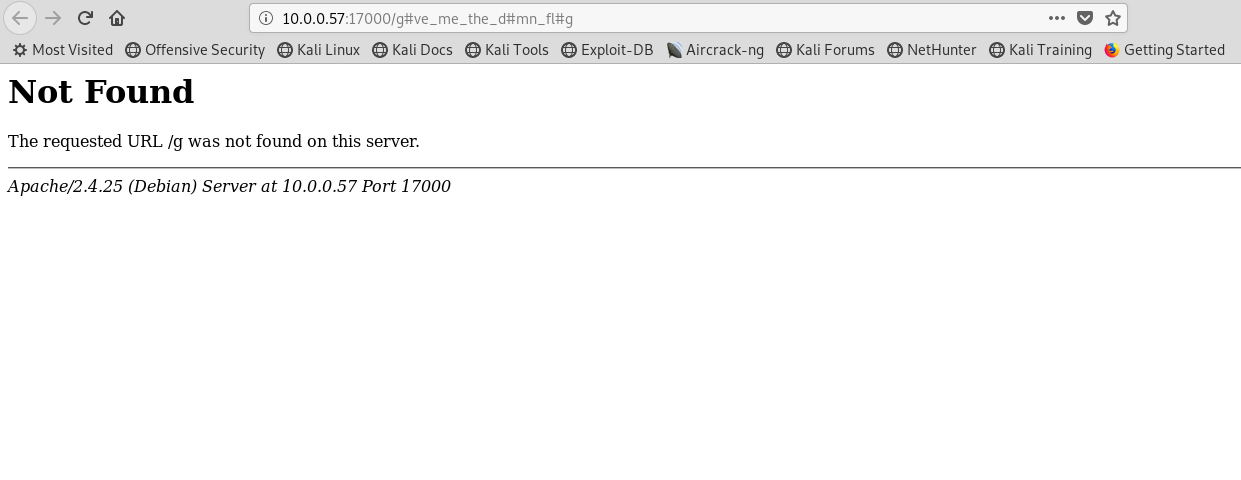 10.0.0.57:17000/g#ve_me_the_d#mn_fl#g
Most Visited Offensive Security Kali Linux Kali Docs Kali Tools Exploit-DB Aircrack-ng Kali Forums NetHunter Kali Training Getting Started
Not Found
The requested URL /g was not found on this server.
Apache/2.4.25 (Debian) Server at 10.0.0.57 Port 17000